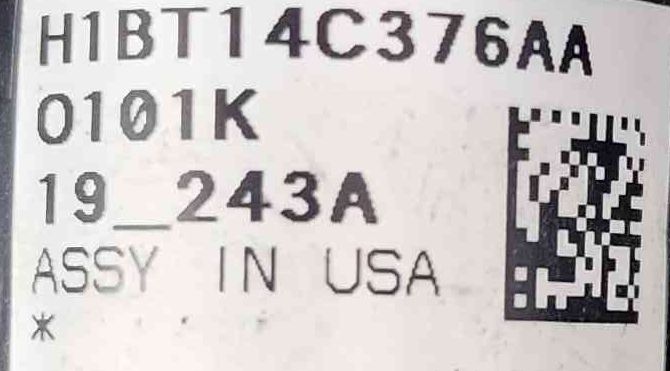 H1BT14C376AA
0101K
19_243A
ASSY IN USA
*